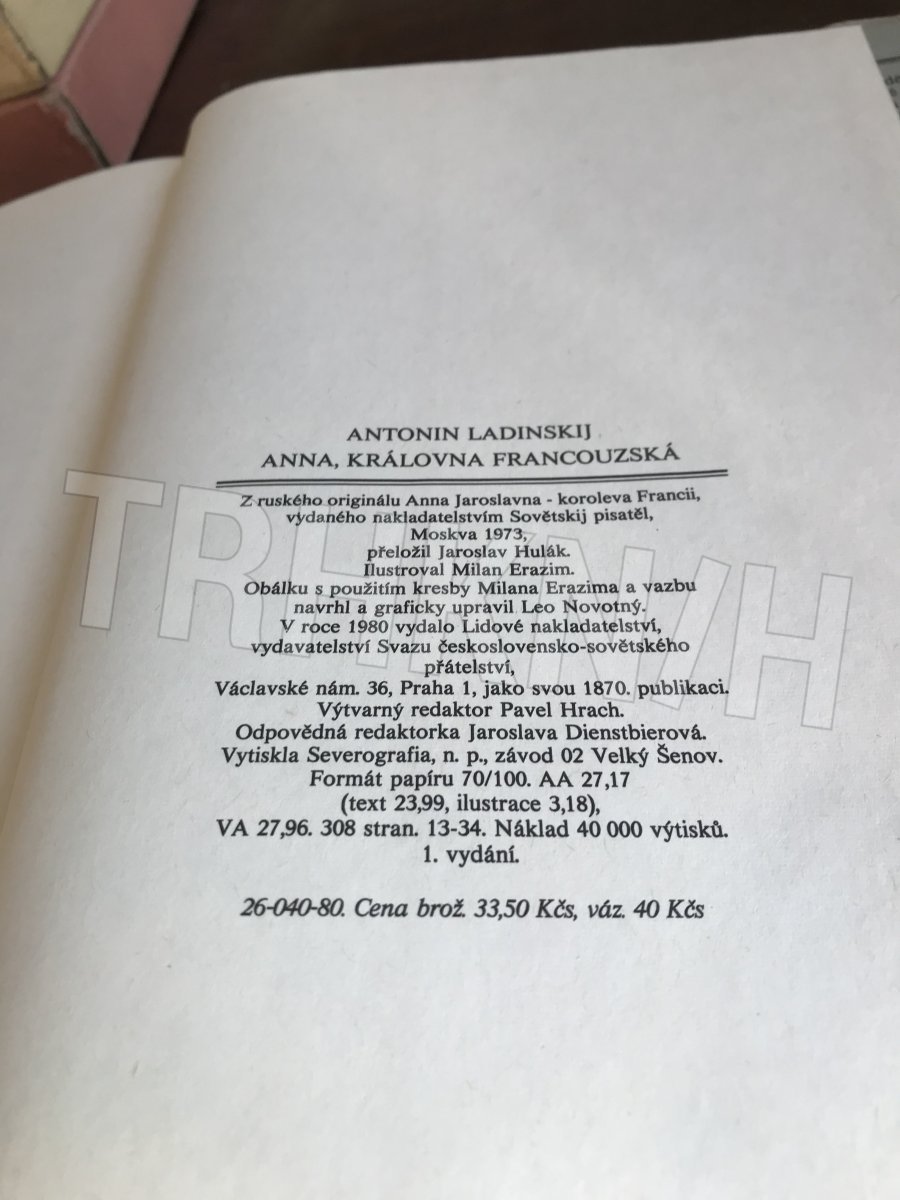 ANTONIN LADINSKIJ
ANNA, KRÁLOVNA FRANCOUZSKÁ
Z ruského originálu Anna Jaroslavna - koroleva Francii,
vydaného nakladatelstvím Sovětskij pisatěl,
Moskva 1973,
přeložil Jaroslav Hulák.
Ilustroval Milan Erazim.
Obálku s použitím kresby Milana Erazima a vazbu
navrhl a graficky upravil Leo Novotný.
V roce 1980 vydalo Lidové nakladatelství,
vydavatelství Svazu československo-sovětského
přátelství,
Václavské nám. 36, Praha 1, jako svou 1870. publikaci.
Výtvarný redaktor Pavel Hrach.
Odpovědná redaktorka Jaroslava Dienstbierová.
Vytiskla Severografia, n. p., závod 02 Velký Šenov.
Formát papíru 70/100. AA 27,17
(text 23,99, ilustrace 3,18),
VA 27,96. 308 stran. 13-34. Náklad 40 000 výtisků.
1. vydání.
26-040-80. Cena brož. 33,50 Kčs, váz. 40 Kčs